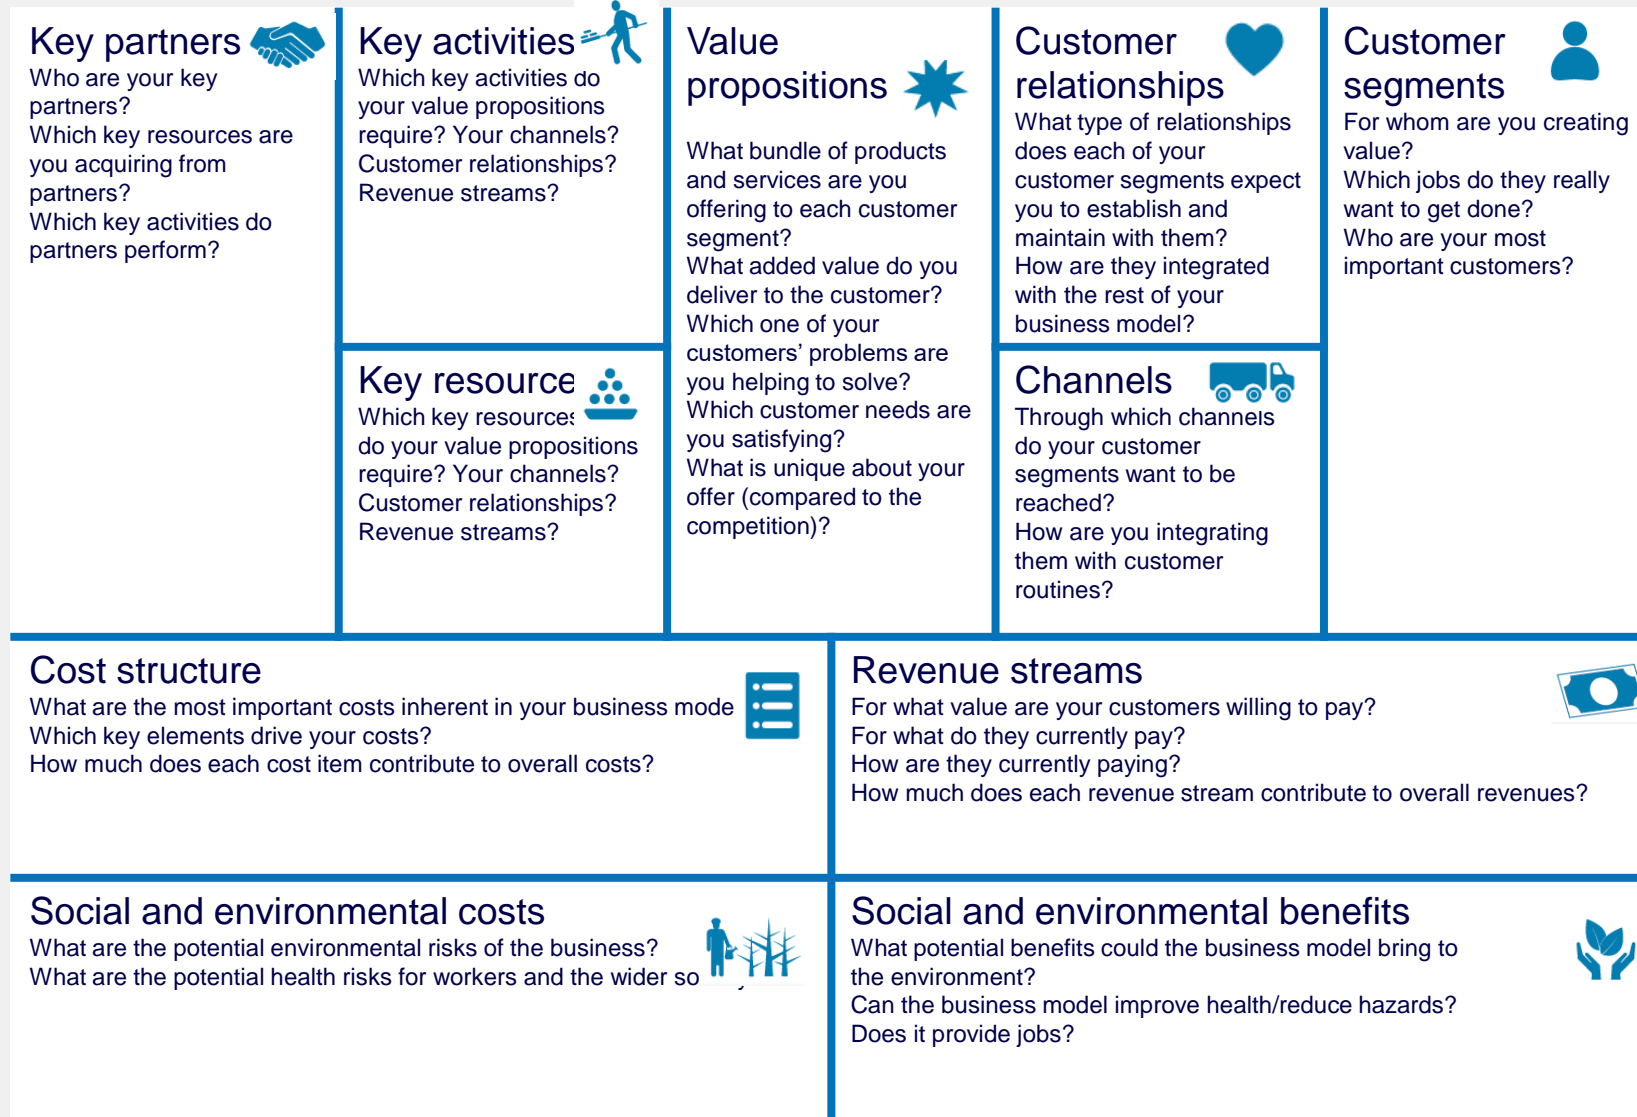 Key partners
Who are your key
partners?
Which key resources are
you acquiring from
partners?
Which key activities do
partners perform?
Key activities
Which key activities do
your value propositions
require? Your channels?
Customer relationships?
Revenue streams?
Key resource
Which key resources
do your value propositions
require? Your channels?
Customer relationships?
Revenue streams?
Value
propositions
What bundle of products
and services are you
offering to each customer
segment?
What added value do you
deliver to the customer?
Which one of your
customers’ problems are
you helping to solve?
Which customer needs are
you satisfying?
What is unique about your
offer (compared to the
competition)?
Customer
relationships
What type of relationships
does each of your
customer segments expect
you to establish and
maintain with them?
How are they integrated
with the rest of your
business model?
Channels
Through which channels
do your customer
segments want to be
reached?
How are you integrating
them with customer
routines?
Customer
segments
For whom are you creating
value?
Which jobs do they really
want to get done?
Who are your most
important customers?
Cost structure
What are the most important costs inherent in your business mode
Which key elements drive your costs?
How much does each cost item contribute to overall costs?
Revenue streams
For what value are your customers willing to pay?
For what do they currently pay?
How are they currently paying?
How much does each revenue stream contribute to overall revenues?
Social and environmental costs
What are the potential environmental risks of the business?
What are the potential health risks for workers and the wider so
Social and environmental benefits
What potential benefits could the business model bring to
the environment?
Can the business model improve health/reduce hazards?
Does it provide jobs?